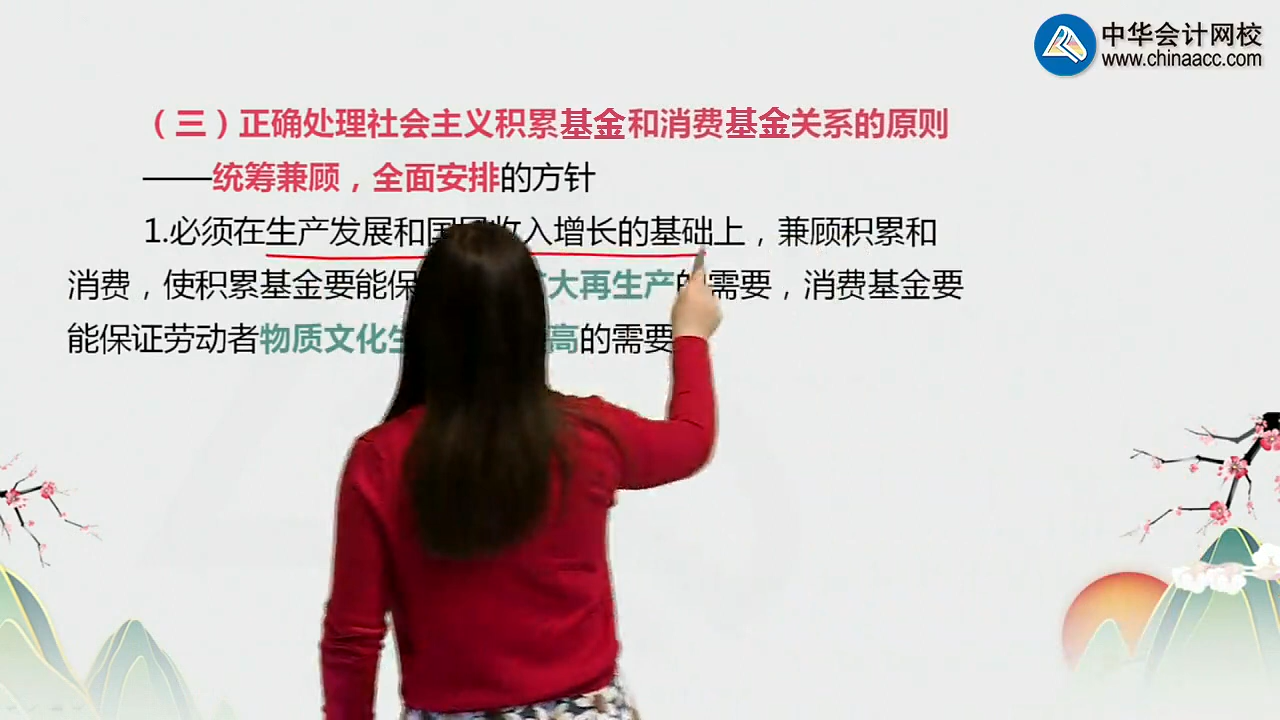 中华会计网校
www.chinaacc.com
（三）正确处理社会主义积累基金和消费基金关系的原则
——统筹兼顾，全面安排的方针
1.必须在生产发展和国 收入增长的基础上，兼顾积累和
消费，使积累基金要能保 大再生产的需要，消费基金要
能保证劳动者物质文化生 高的需要